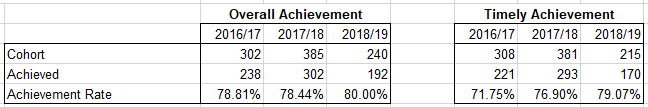 Overall Achievement Timely Achievement
2016/17 2017/18 2018/19 2016/17 2017/18 2018/19
Cohort 302 385 240 308 381 215
Achieved 238 302 192 221 293 170
Achievement Rate 78.81% 78.44% 80.00% 71.75% 76.90% 79.07%